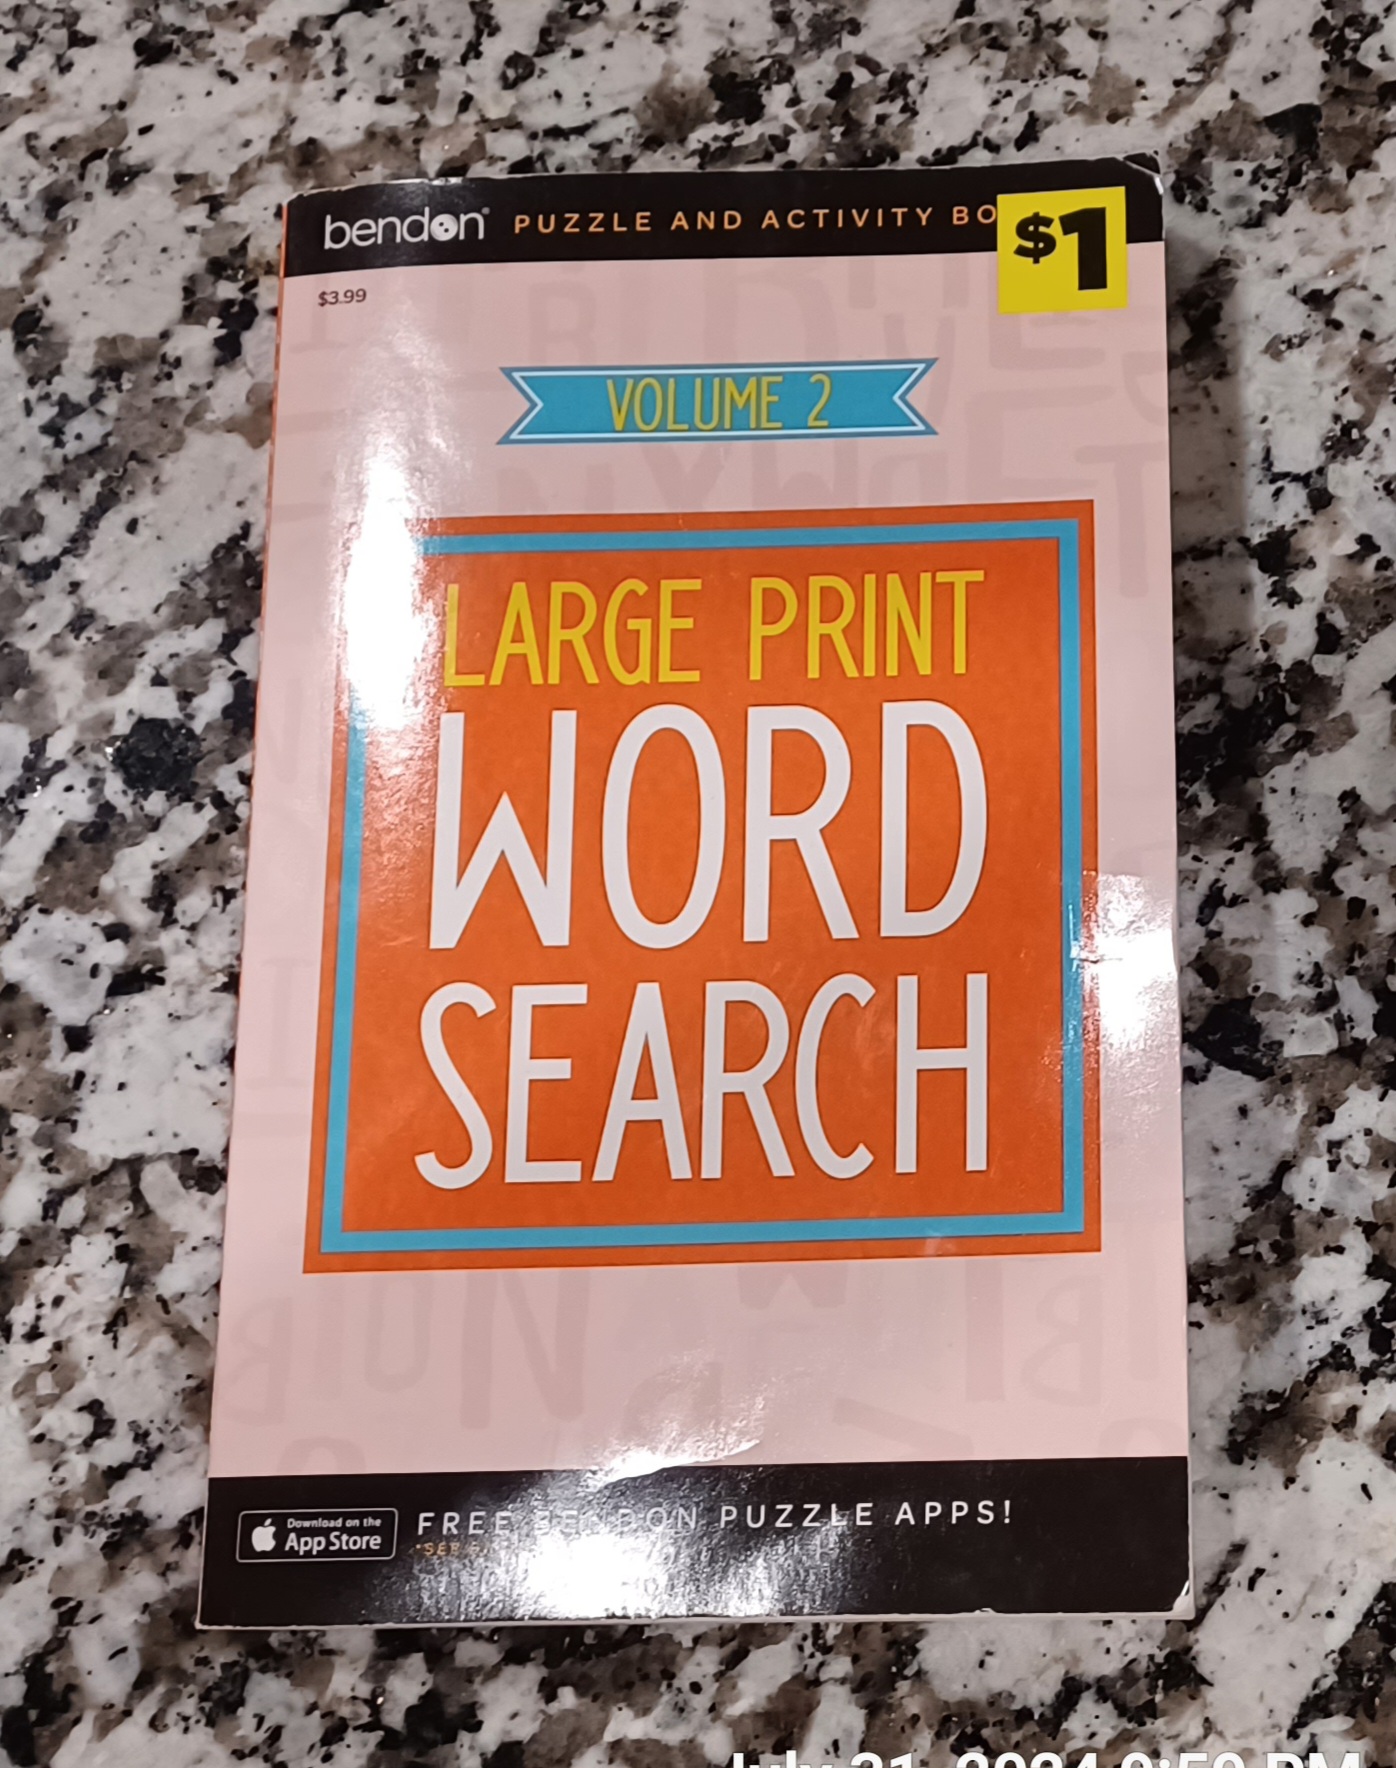 bendon® PUZZLE AND ACTIVITY BO
$1
$3.99
VOLUME 2
LARGE PRINT
WORD
SEARCH
Download on the
App Store
FREE BENDON PUZZLE APPS!